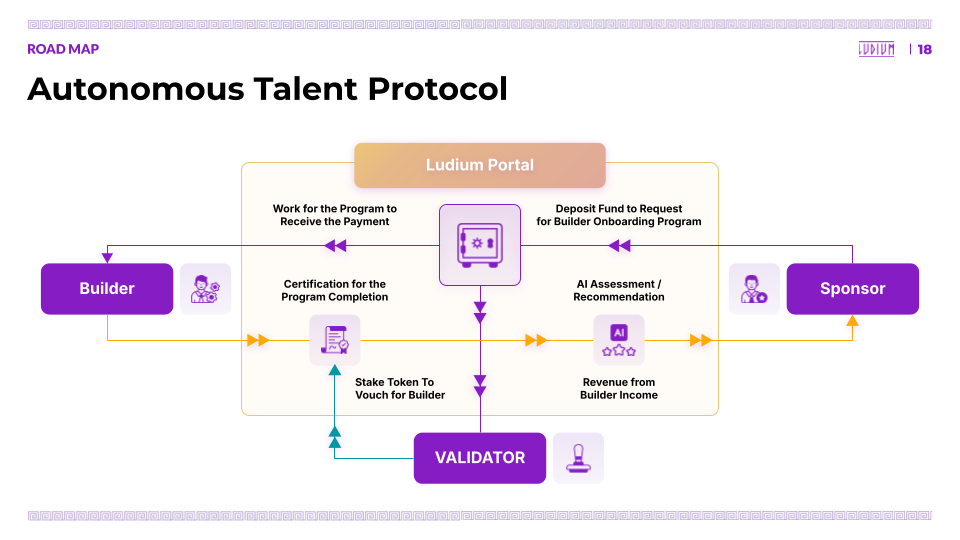 ROAD MAP
LUDIUM
| 18
Autonomous Talent Protocol
Ludium Portal
Work for the Program to
Receive the Payment
Deposit Fund to Request
for Builder Onboarding Program
Builder
Certification for the
Program Completion
AI Assessment /
Recommendation
Sponsor
AI
Stake Token To
Vouch for Builder
Revenue from
Builder Income
VALIDATOR